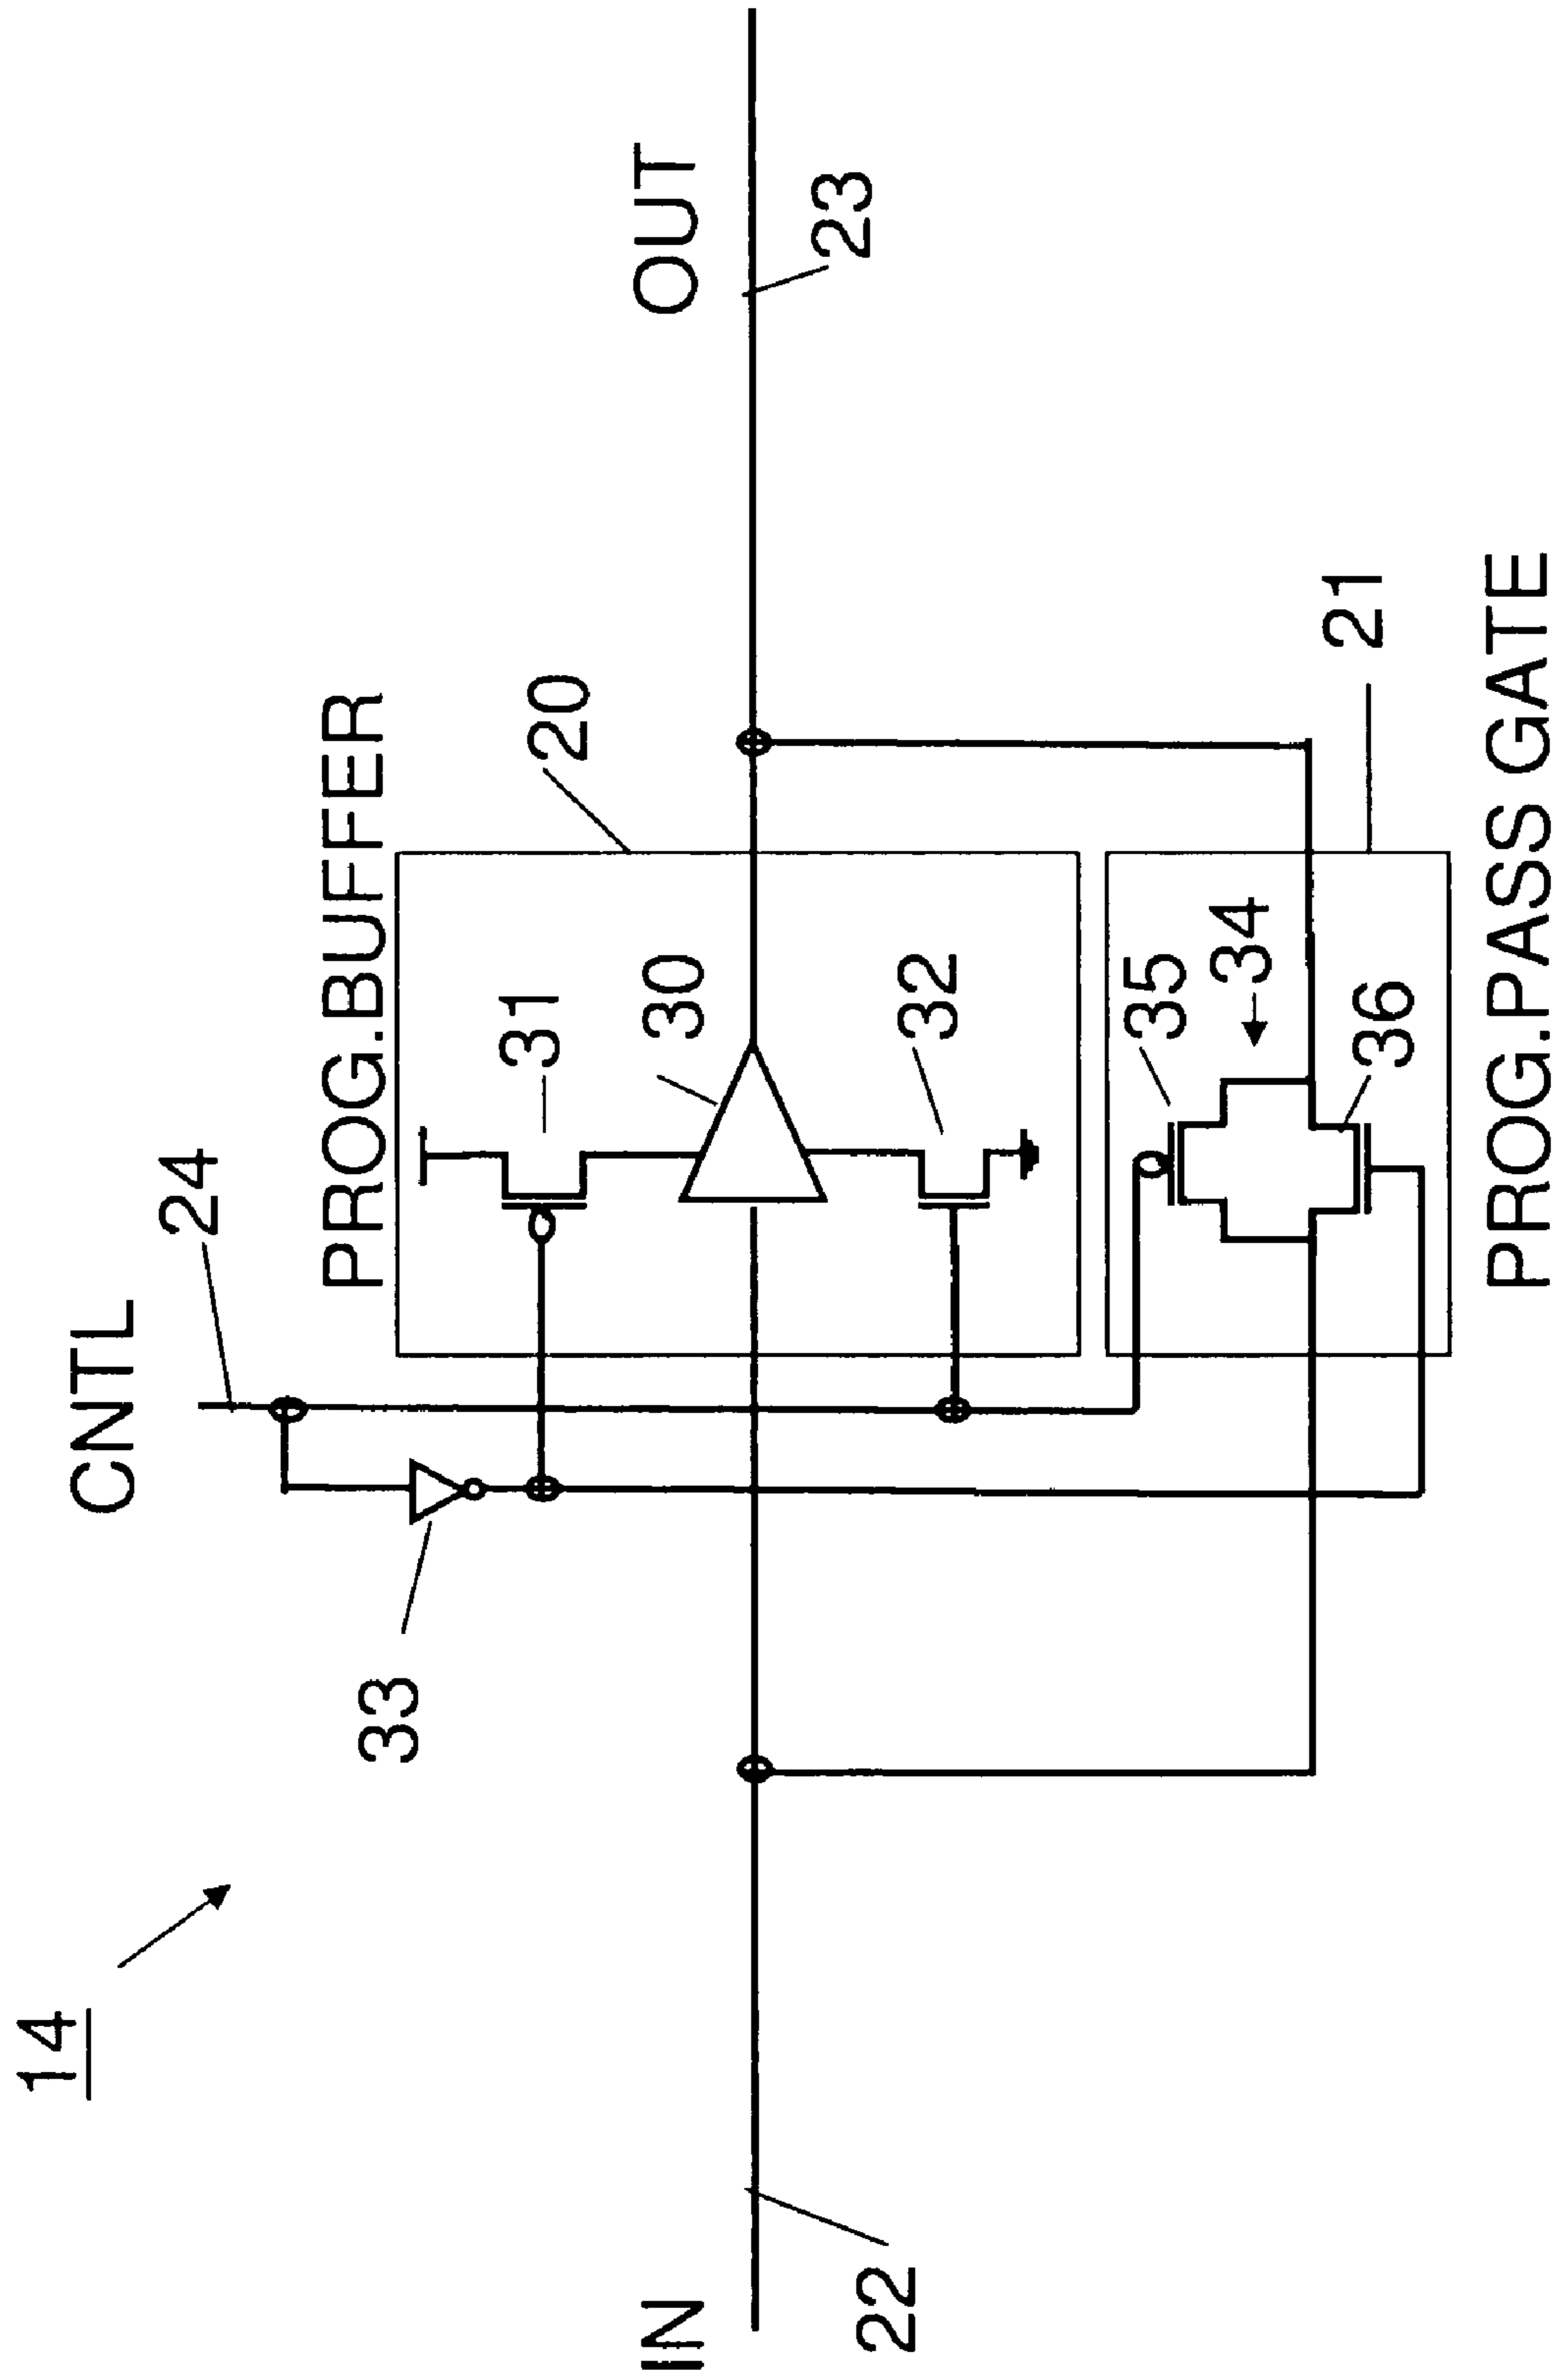 14
CNTL
24
33
PROG.BUFFER
20
31
30
32
IN
22
OUT
23
35
34
36
21
PROG.PASS GATE